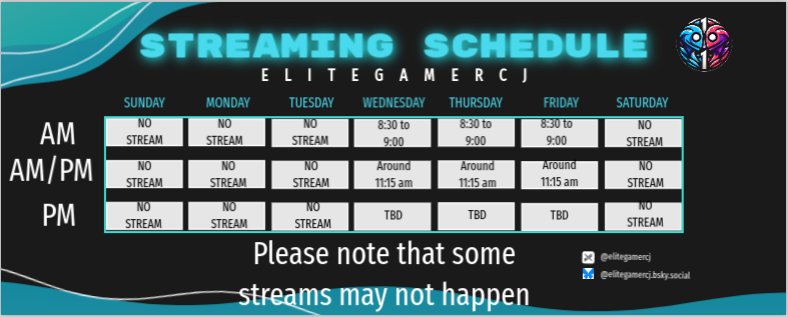 STREAMING SCHEDULE
ELITEGAMERCJ
SUNDAY MONDAY TUESDAY WEDNESDAY THURSDAY FRIDAY SATURDAY
AM
NO NO NO 8:30 to 8:30 to 8:30 to NO
STREAM STREAM STREAM 9:00 9:00 9:00 STREAM
AM/PM
NO NO NO Around Around Around NO
STREAM STREAM STREAM 11:15 am 11:15 am 11:15 am STREAM
PM
NO NO NO TBD TBD TBD NO
STREAM STREAM STREAM STREAM
Please note that some
streams may not happen
@elitegamercj
@elitegamercj.bsky.social